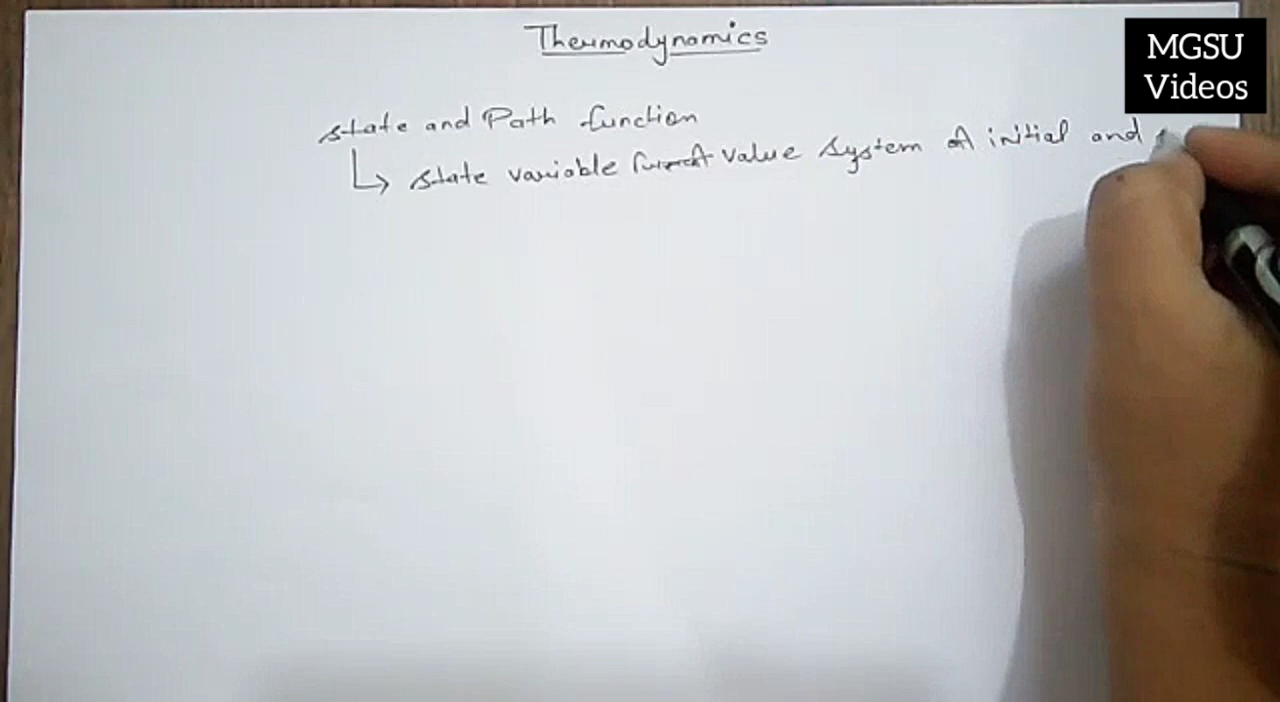 Thermodynamics
MGSU
Videos
State and Path function
↳ State variable value system of initial and